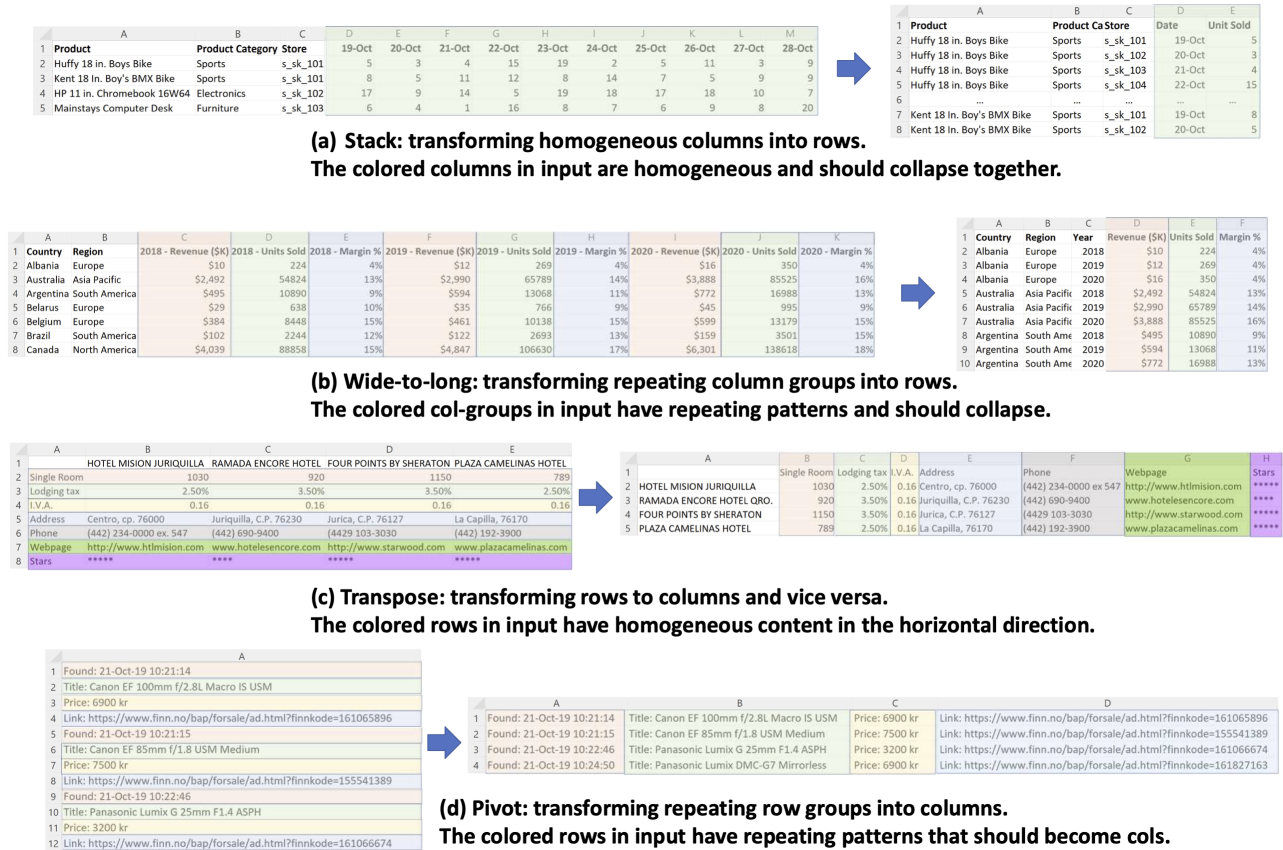 A B C D E F G H I J K L M
1 Product Product Category Store 19-Oct 20-Oct 21-Oct 22-Oct 23-Oct 24-Oct 25-Oct 26-Oct 27-Oct 28-Oct
2 Huffy 18 in. Boys Bike Sports s_sk_101 5 3 4 15 19 2 5 11 3 9
3 Kent 18 In. Boy's BMX Bike Sports s_sk_101 8 5 11 12 8 14 7 5 9 9
4 HP 11 in. Chromebook 16W64 Electronics s_sk_102 17 9 14 5 19 18 17 18 10 7
5 Mainstays Computer Desk Furniture s_sk_103 6 4 1 16 8 7 6 9 8 20
A B C D E
1 Product Product Ca Store Date Unit Sold
2 Huffy 18 in. Boys Bike Sports s_sk_101 19-Oct 5
3 Huffy 18 in. Boys Bike Sports s_sk_102 20-Oct 3
4 Huffy 18 in. Boys Bike Sports s_sk_103 21-Oct 4
5 Huffy 18 in. Boys Bike Sports s_sk_104 22-Oct 15
6 ... ... ... ... ...
7 Kent 18 In. Boy's BMX Bike Sports s_sk_101 19-Oct 8
8 Kent 18 In. Boy's BMX Bike Sports s_sk_102 20-Oct 5
(a) Stack: transforming homogeneous columns into rows.
The colored columns in input are homogeneous and should collapse together.
A B C D E F G H I J K
1 Country Region 2018 - Revenue ($K) 2018 - Units Sold 2018 - Margin % 2019 - Revenue ($K) 2019 - Units Sold 2019 - Margin % 2020 - Revenue ($K) 2020 - Units Sold 2020 - Margin %
2 Albania Europe $10 224 4% $12 269 4% $16 350 4%
3 Australia Asia Pacific $2,492 54824 13% $2,990 65789 14% $3,888 85525 16%
4 Argentina South America $495 10890 9% $594 13068 11% $772 16988 13%
5 Belarus Europe $29 638 10% $35 766 9% $45 995 9%
6 Belgium Europe $384 8448 15% $461 10138 15% $599 13179 15%
7 Brazil South America $102 2244 12% $122 2693 13% $159 3501 15%
8 Canada North America $4,039 88858 15% $4,847 106630 17% $6,301 138618 18%
A B C D E F
1 Country Region Year Revenue ($K) Units Sold Margin %
2 Albania Europe 2018 $10 224 4%
3 Albania Europe 2019 $12 269 4%
4 Albania Europe 2020 $16 350 4%
5 Australia Asia Pacific 2018 $2,492 54824 13%
6 Australia Asia Pacific 2019 $2,990 65789 14%
7 Australia Asia Pacific 2020 $3,888 85525 16%
8 Argentina South Ame 2018 $495 10890 9%
9 Argentina South Ame 2019 $594 13068 11%
10 Argentina South Ame 2020 $772 16988 13%
(b) Wide-to-long: transforming repeating column groups into rows.
The colored col-groups in input have repeating patterns and should collapse.
A B C D E
1 HOTEL MISION JURIQUILLA RAMADA ENCORE HOTEL FOUR POINTS BY SHERATON PLAZA CAMELINAS HOTEL
2 Single Room 1030 920 1150 789
3 Lodging tax 2.50% 3.50% 3.50% 2.50%
4 I.V.A. 0.16 0.16 0.16 0.16
5 Address Centro, cp. 76000 Juriquilla, C.P. 76230 Jurica, C.P. 76127 La Capilla, 76170
6 Phone (442) 234-0000 ex. 547 (442) 690-9400 (4429 103-3030 (442) 192-3900
7 Webpage http://www.htlmision.com www.hotelesencore.com http://www.starwood.com www.plazacamelinas.com
8 Stars ***** **** ***** *****
A B C D E F G H
1 Single Room Lodging tax I.V.A. Address Phone Webpage Stars
2 HOTEL MISION JURIQUILLA 1030 2.50% 0.16 Centro, cp. 76000 (442) 234-0000 ex 547 http://www.htlmision.com *****
3 RAMADA ENCORE HOTEL QRO. 920 3.50% 0.16 Juriquilla, C.P. 76230 (442) 690-9400 www.hotelesencore.com ****
4 FOUR POINTS BY SHERATON 1150 3.50% 0.16 Jurica, C.P. 76127 (4429 103-3030 http://www.starwood.com *****
5 PLAZA CAMELINAS HOTEL 789 2.50% 0.16 La Capilla, 76170 (442) 192-3900 www.plazacamelinas.com *****
(c) Transpose: transforming rows to columns and vice versa.
The colored rows in input have homogeneous content in the horizontal direction.
A
1 Found: 21-Oct-19 10:21:14
2 Title: Canon EF 100mm f/2.8L Macro IS USM
3 Price: 6900 kr
4 Link: https://www.finn.no/bap/forsale/ad.html?finnkode=161065896
5 Found: 21-Oct-19 10:21:15
6 Title: Canon EF 85mm f/1.8 USM Medium
7 Price: 7500 kr
8 Link: https://www.finn.no/bap/forsale/ad.html?finnkode=155541389
9 Found: 21-Oct-19 10:22:46
10 Title: Panasonic Lumix G 25mm F1.4 ASPH
11 Price: 3200 kr
12 Link: https://www.finn.no/bap/forsale/ad.html?finnkode=161066674
A B C D
1 Found: 21-Oct-19 10:21:14 Title: Canon EF 100mm f/2.8L Macro IS USM Price: 6900 kr Link: https://www.finn.no/bap/forsale/ad.html?finnkode=161065896
2 Found: 21-Oct-19 10:21:15 Title: Canon EF 85mm f/1.8 USM Medium Price: 7500 kr Link: https://www.finn.no/bap/forsale/ad.html?finnkode=155541389
3 Found: 21-Oct-19 10:22:46 Title: Panasonic Lumix G 25mm F1.4 ASPH Price: 3200 kr Link: https://www.finn.no/bap/forsale/ad.html?finnkode=161066674
4 Found: 21-Oct-19 10:24:50 Title: Panasonic Lumix DMC-G7 Mirrorless Price: 6900 kr Link: https://www.finn.no/bap/forsale/ad.html?finnkode=161827163
(d) Pivot: transforming repeating row groups into columns.
The colored rows in input have repeating patterns that should become cols.